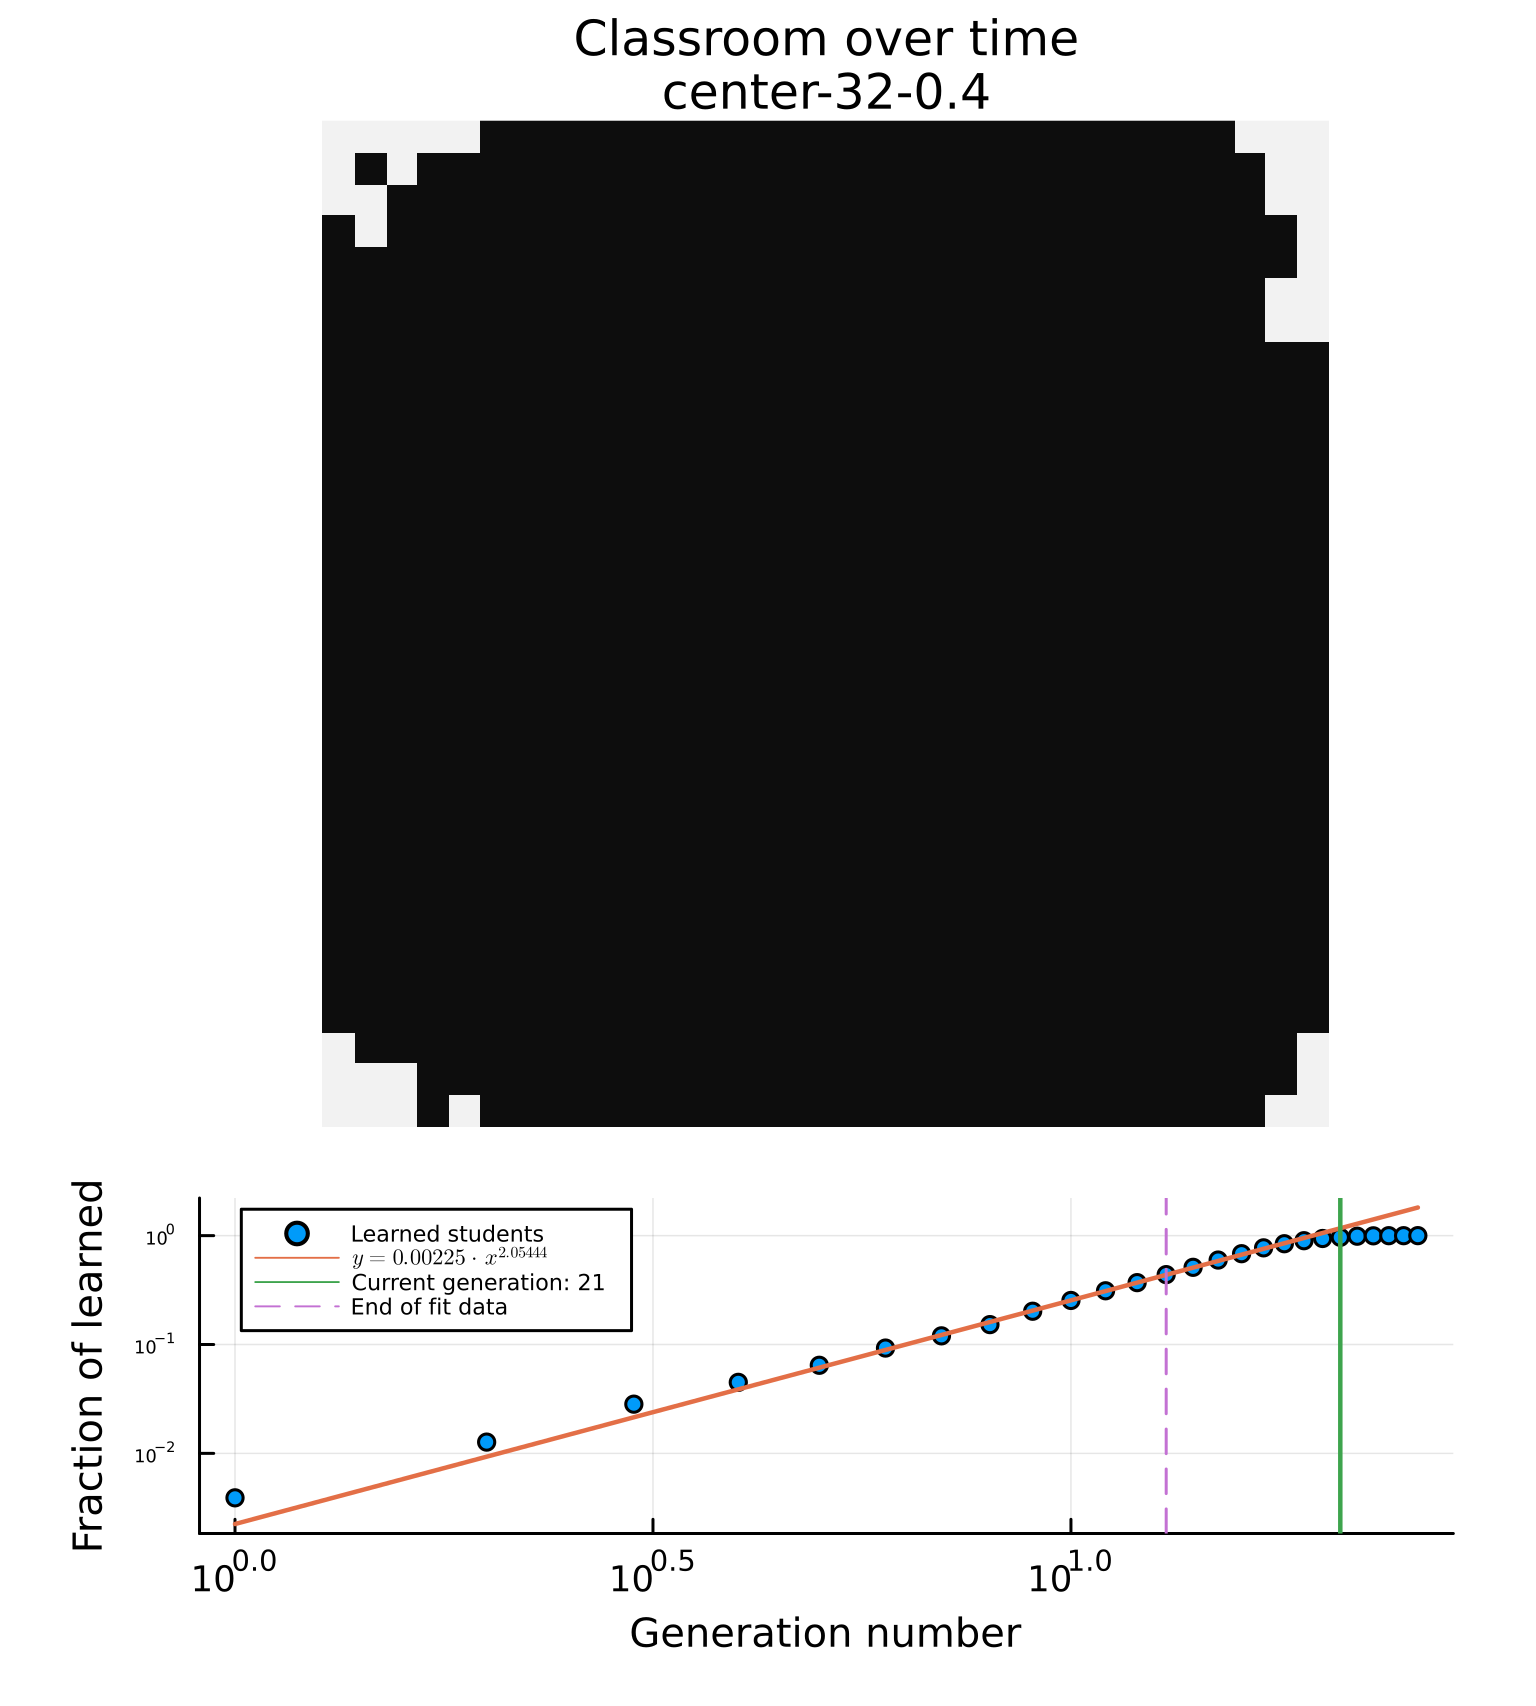 Classroom over time
center-32-0.4
Fraction of learned
10^0
10^−1
10^−2
Learned students
y = 0.00225 · x^2.05444
Current generation: 21
End of fit data
10^0.0
10^0.5
10^1.0
Generation number